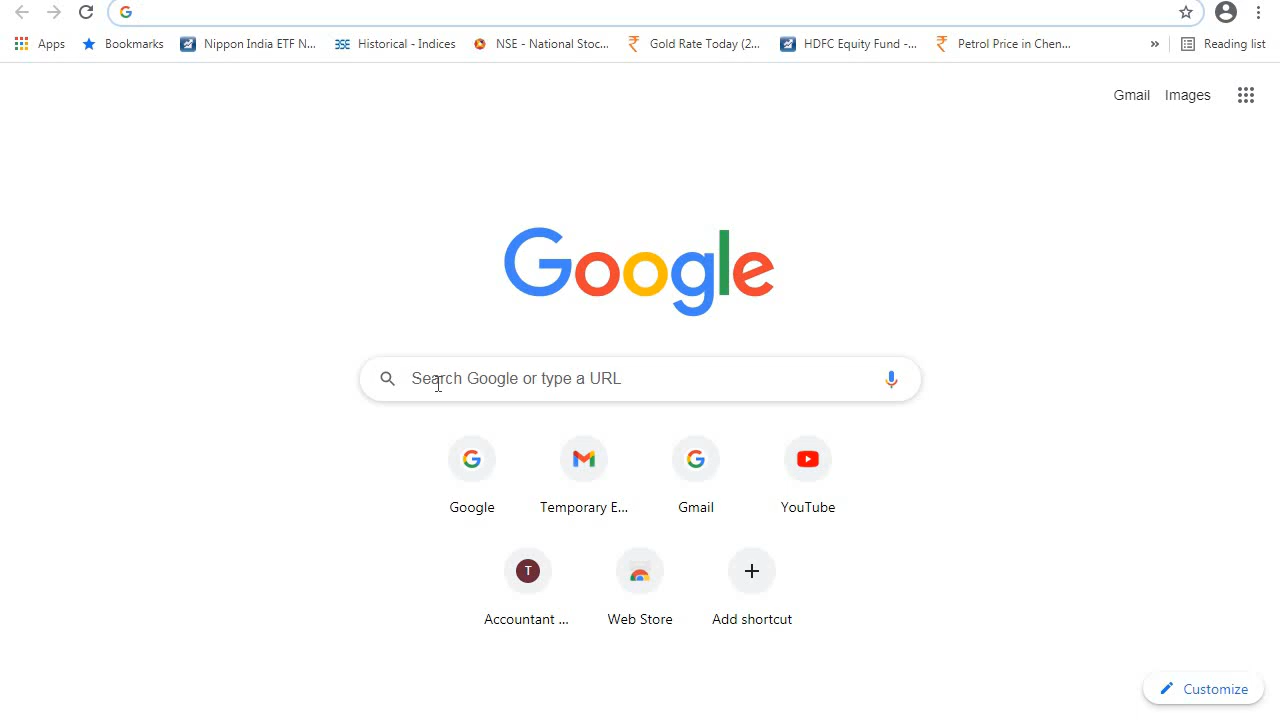 Apps Bookmarks Nippon India ETF N... Historical - Indices NSE - National Stoc... Gold Rate Today (2... HDFC Equity Fund -... Petrol Price in Chen... » Reading list
Gmail Images
Google
Search Google or type a URL
Google Temporary E... Gmail YouTube
T
Accountant ... Web Store Add shortcut
Customize